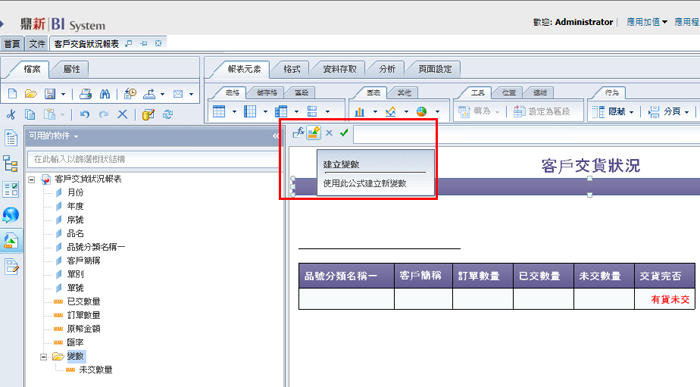 鼎新 BI System
歡迎: Administrator 應用加值 應用程
首頁 文件 客戶交貨狀況報表
檔案 屬性
報表元素 格式 資料存取 分析 頁面設定
表格 儲存格 區段 圖表 其他 工具 位置 連結 行為
轉為 設定為區段 隱藏 分頁
可用的物件
在此輸入以篩選樹狀結構
客戶交貨狀況報表
月份
年度
序號
品名
品號分類名稱一
客戶簡稱
單別
單號
已交數量
訂單數量
原幣金額
匯率
變數
未交數量
建立變數
使用此公式建立新變數
客戶交貨狀況
品號分類名稱一 客戶簡稱 訂單數量 已交數量 未交數量 交貨完否
有貨未交